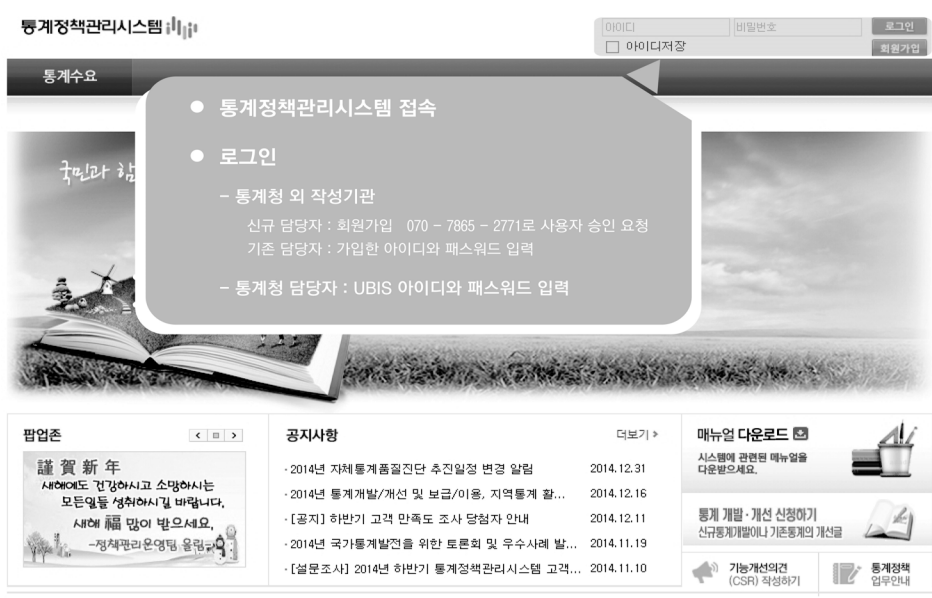 통계정책관리시스템
아이디
비밀번호
로그인
아이디저장
회원가입
통계수요
● 통계정책관리시스템 접속
● 로그인
- 통계청 외 작성기관
신규 담당자 : 회원가입 070 - 7865 - 2771로 사용자 승인 요청
기존 담당자 : 가입한 아이디와 패스워드 입력
- 통계청 담당자 : UBIS 아이디와 패스워드 입력
국민과 함
팝업존
謹賀新年
새해에도 건강하시고 소망하시는
모든일들 성취하시길 바랍니다.
새해 福 많이 받으세요.
-정책관리운영팀 올림-
공지사항
더보기
· 2014년 자체통계품질진단 추진일정 변경 알림 2014.12.31
· 2014년 통계개발/개선 및 보급/이용, 지역통계 활... 2014.12.16
· [공지] 하반기 고객 만족도 조사 당첨자 안내 2014.12.11
· 2014년 국가통계발전을 위한 토론회 및 우수사례 발... 2014.11.19
· [설문조사] 2014년 하반기 통계정책관리시스템 고객... 2014.11.10
매뉴얼 다운로드
시스템에 관련된 메뉴얼을
다운받으세요.
통계 개발 · 개선 신청하기
신규통계개발이나 기존통계의 개선을
기능개선의견
(CSR) 작성하기
통계정책
업무안내